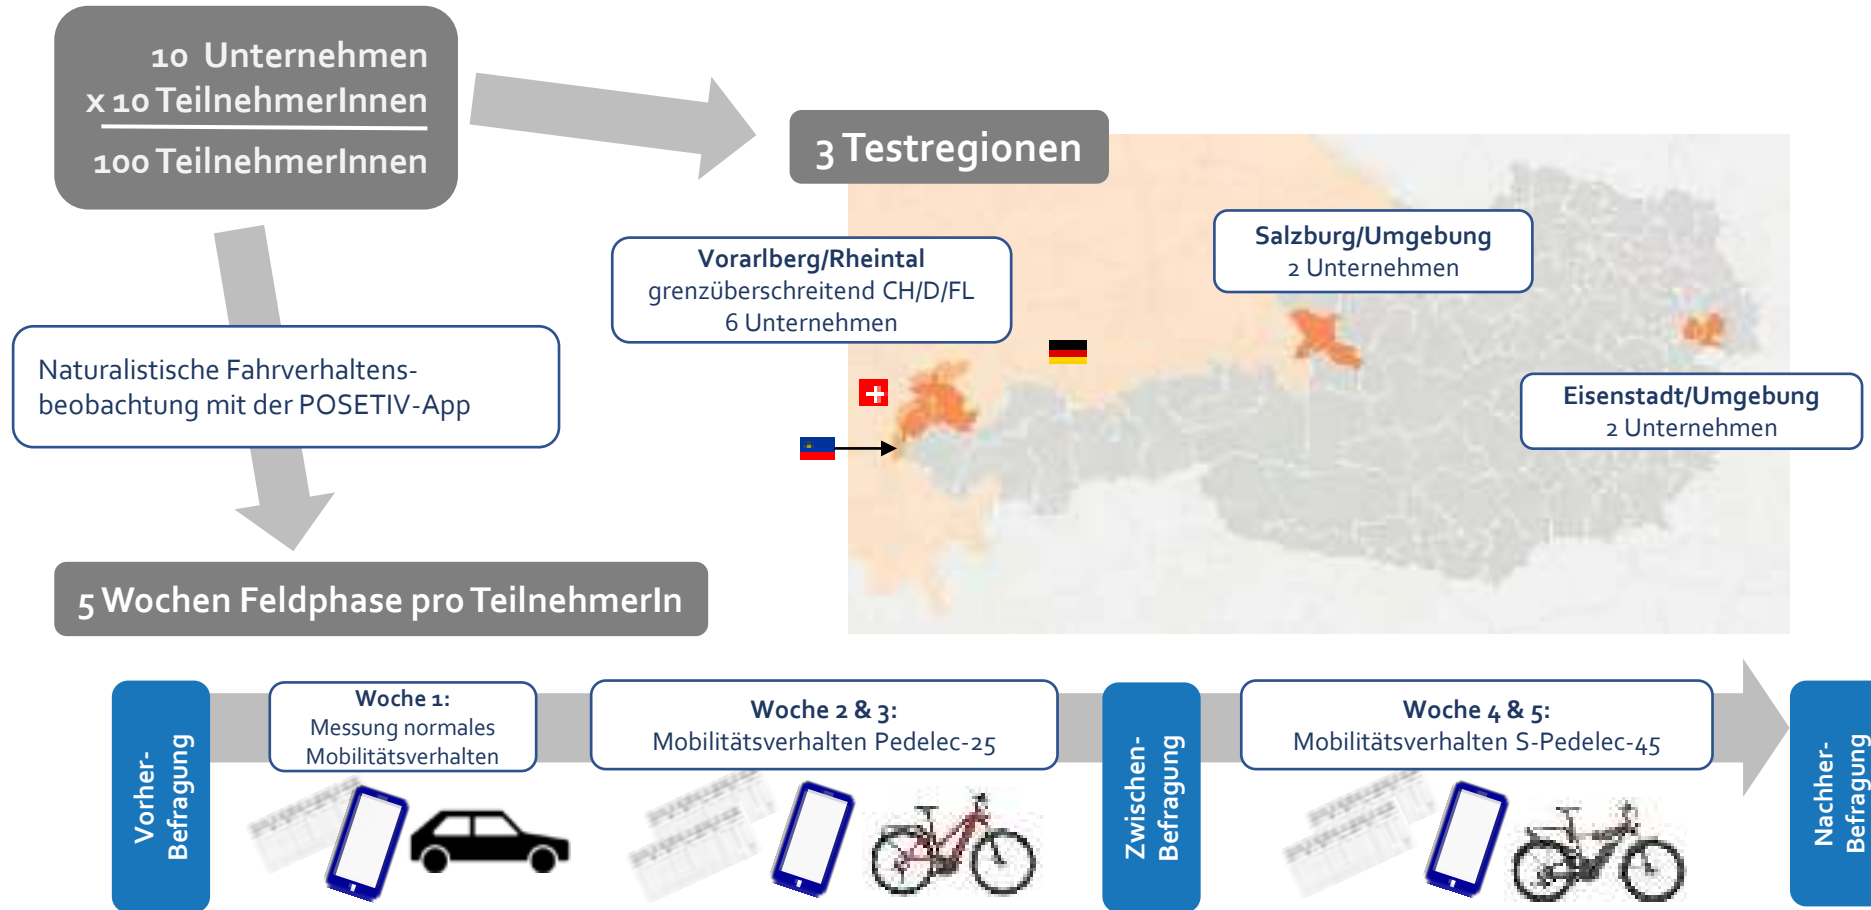 10 Unternehmen
x 10 TeilnehmerInnen
100 TeilnehmerInnen
3 Testregionen
Vorarlberg/Rheintal
grenzüberschreitend CH/D/FL
6 Unternehmen
Salzburg/Umgebung
2 Unternehmen
Eisenstadt/Umgebung
2 Unternehmen
Naturalistische Fahrverhaltens-
beobachtung mit der POSETIV-App
5 Wochen Feldphase pro TeilnehmerIn
Vorher-
Befragung
Woche 1:
Messung normales
Mobilitätsverhalten
Woche 2 & 3:
Mobilitätsverhalten Pedelec-25
Zwischen-
Befragung
Woche 4 & 5:
Mobilitätsverhalten S-Pedelec-45
Nachher-
Befragung